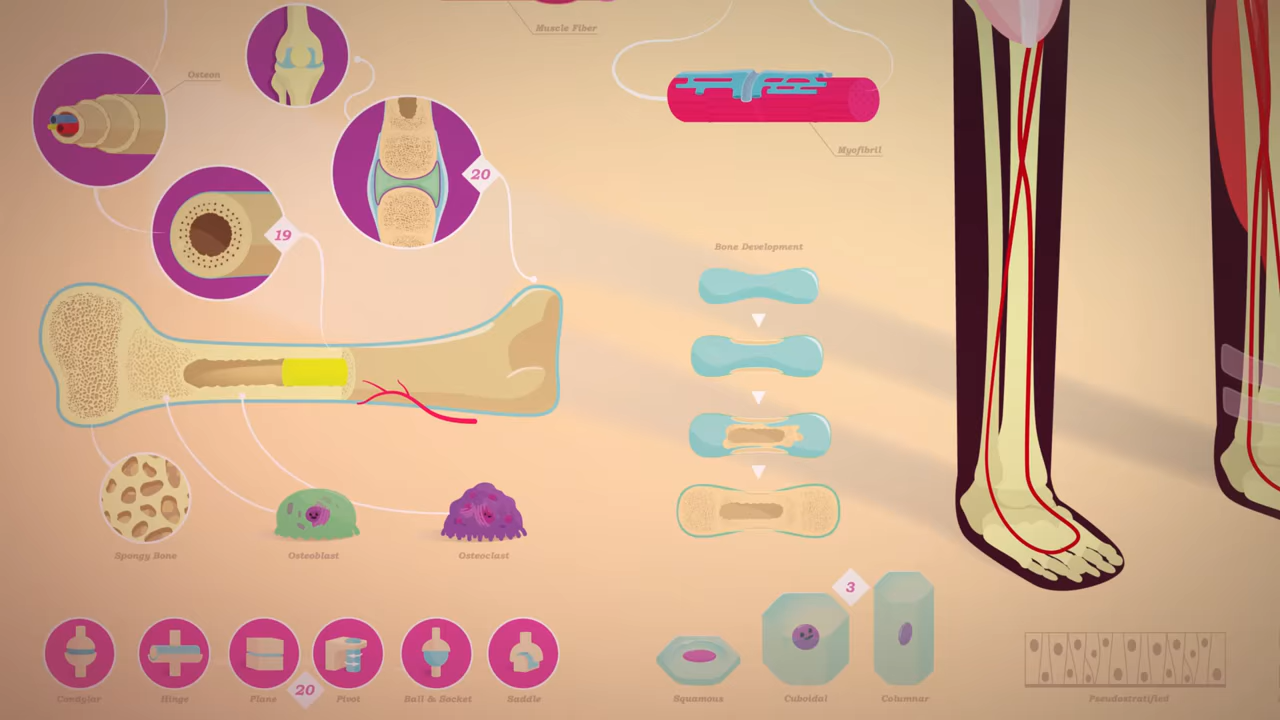 Muscle Fiber
Osteon
Myofibril
20
19
Bone Development
Spongy Bone
Osteoblast
Osteoclast
3
Condylar
Hinge
Plane
20
Pivot
Ball & Socket
Saddle
Squamous
Cuboidal
Columnar
Pseudostratified